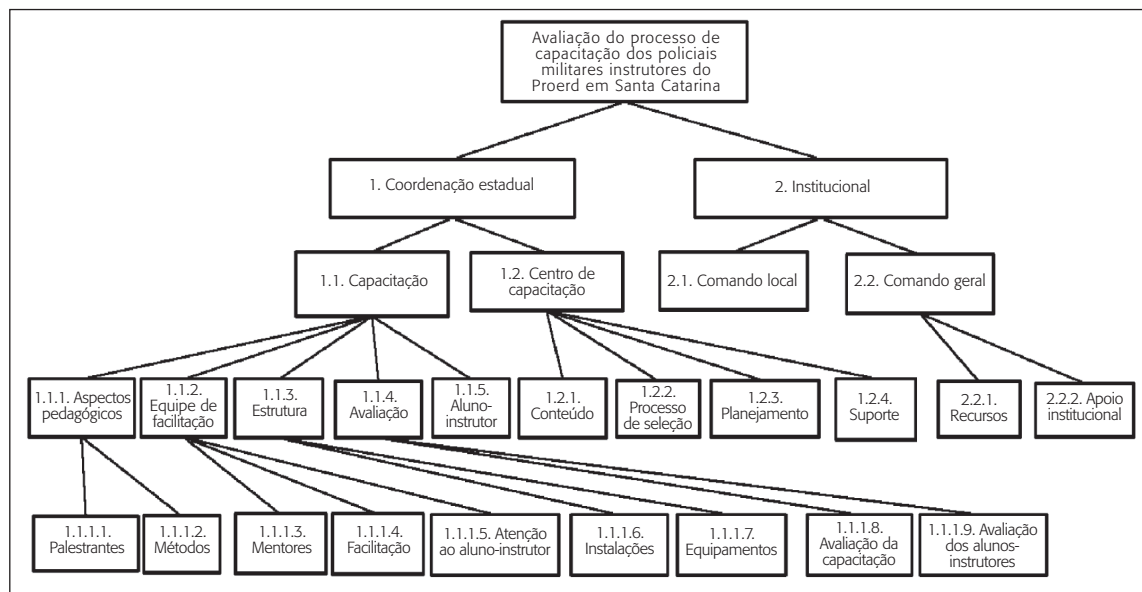 Avaliação do processo de
capacitação dos policiais
militares instrutores do
Proerd em Santa Catarina
1. Coordenação estadual
2. Institucional
1.1. Capacitação
1.2. Centro de
capacitação
2.1. Comando local
2.2. Comando geral
1.1.1. Aspectos
pedagógicos
1.1.2.
Equipe de
facilitação
1.1.3.
Estrutura
1.1.4.
Avaliação
1.1.5.
Aluno-
instrutor
1.2.1.
Conteúdo
1.2.2.
Processo
de seleção
1.2.3.
Planejamento
1.2.4.
Suporte
2.2.1.
Recursos
2.2.2. Apoio
institucional
1.1.1.1.
Palestrantes
1.1.1.2.
Métodos
1.1.1.3.
Mentores
1.1.1.4.
Facilitação
1.1.1.5. Atenção
ao aluno-instrutor
1.1.1.6.
Instalações
1.1.1.7.
Equipamentos
1.1.1.8.
Avaliação da
capacitação
1.1.1.9. Avaliação
dos alunos-
instrutores